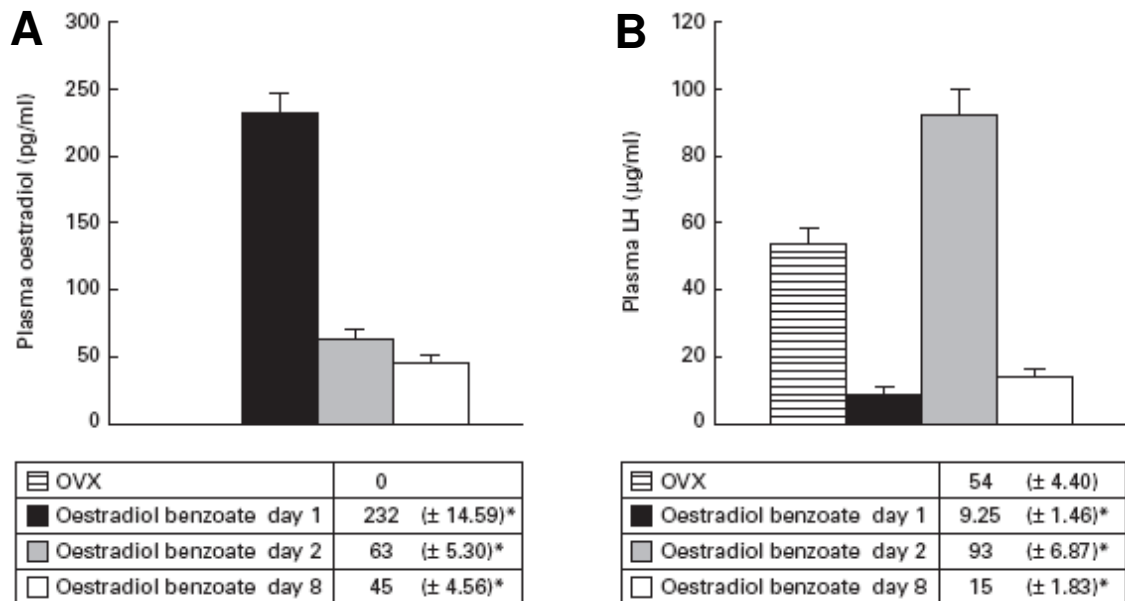 A
Plasma oestradiol (pg/ml)
300
250
200
150
100
50
0
OVX 0
Oestradiol benzoate day 1 232 (± 14.59)*
Oestradiol benzoate day 2 63 (± 5.30)*
Oestradiol benzoate day 8 45 (± 4.56)*
B
Plasma LH (µg/ml)
120
100
80
60
40
20
0
OVX 54 (± 4.40)
Oestradiol benzoate day 1 9.25 (± 1.46)*
Oestradiol benzoate day 2 93 (± 6.87)*
Oestradiol benzoate day 8 15 (± 1.83)*